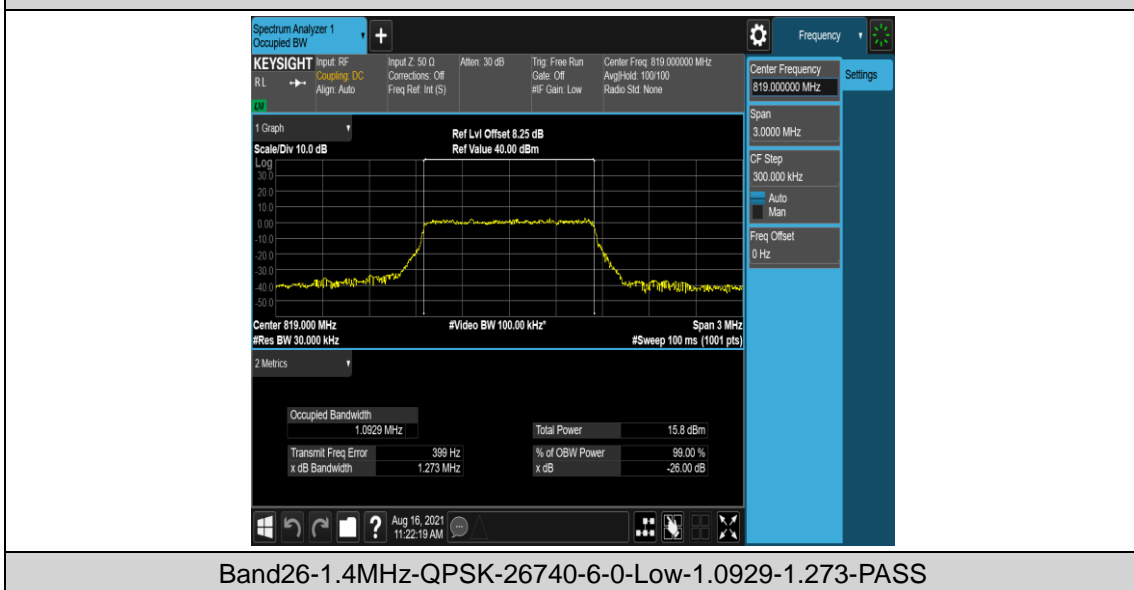 Spectrum Analyzer 1
Occupied BW
Frequency
KEYSIGHT
RL
Input: RF
Coupling: DC
Align: Auto
Input Z: 50 Ω
Corrections: Off
Freq Ref: Int (S)
Atten: 30 dB
Trig: Free Run
Gate: Off
#IF Gain: Low
Center Freq: 819.000000 MHz
Avg|Hold: 100/100
Radio Std: None
Center Frequency
819.000000 MHz
Settings
Span
3.0000 MHz
CF Step
300.000 kHz
Auto
Man
Freq Offset
0 Hz
1 Graph
Scale/Div 10.0 dB
Ref Lvl Offset 8.25 dB
Ref Value 40.00 dBm
Log
30.0
20.0
10.0
0.00
-10.0
-20.0
-30.0
-40.0
-50.0
Center 819.000 MHz
#Res BW 30.000 kHz
#Video BW 100.00 kHz*
Span 3 MHz
#Sweep 100 ms (1001 pts)
2 Metrics
Occupied Bandwidth
1.0929 MHz
Total Power 15.8 dBm
Transmit Freq Error 399 Hz
% of OBW Power 99.00 %
x dB Bandwidth 1.273 MHz
x dB -26.00 dB
Aug 16, 2021
11:22:19 AM
Band26-1.4MHz-QPSK-26740-6-0-Low-1.0929-1.273-PASS